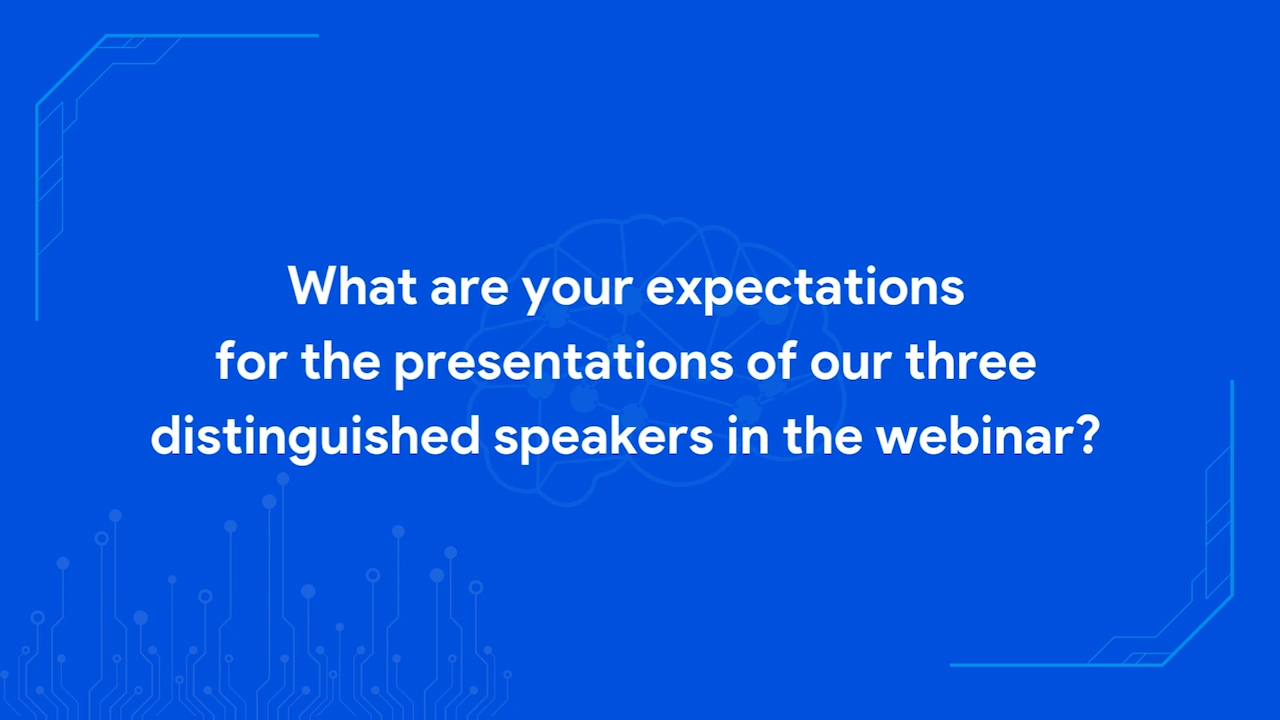 What are your expectations
for the presentations of our three
distinguished speakers in the webinar?